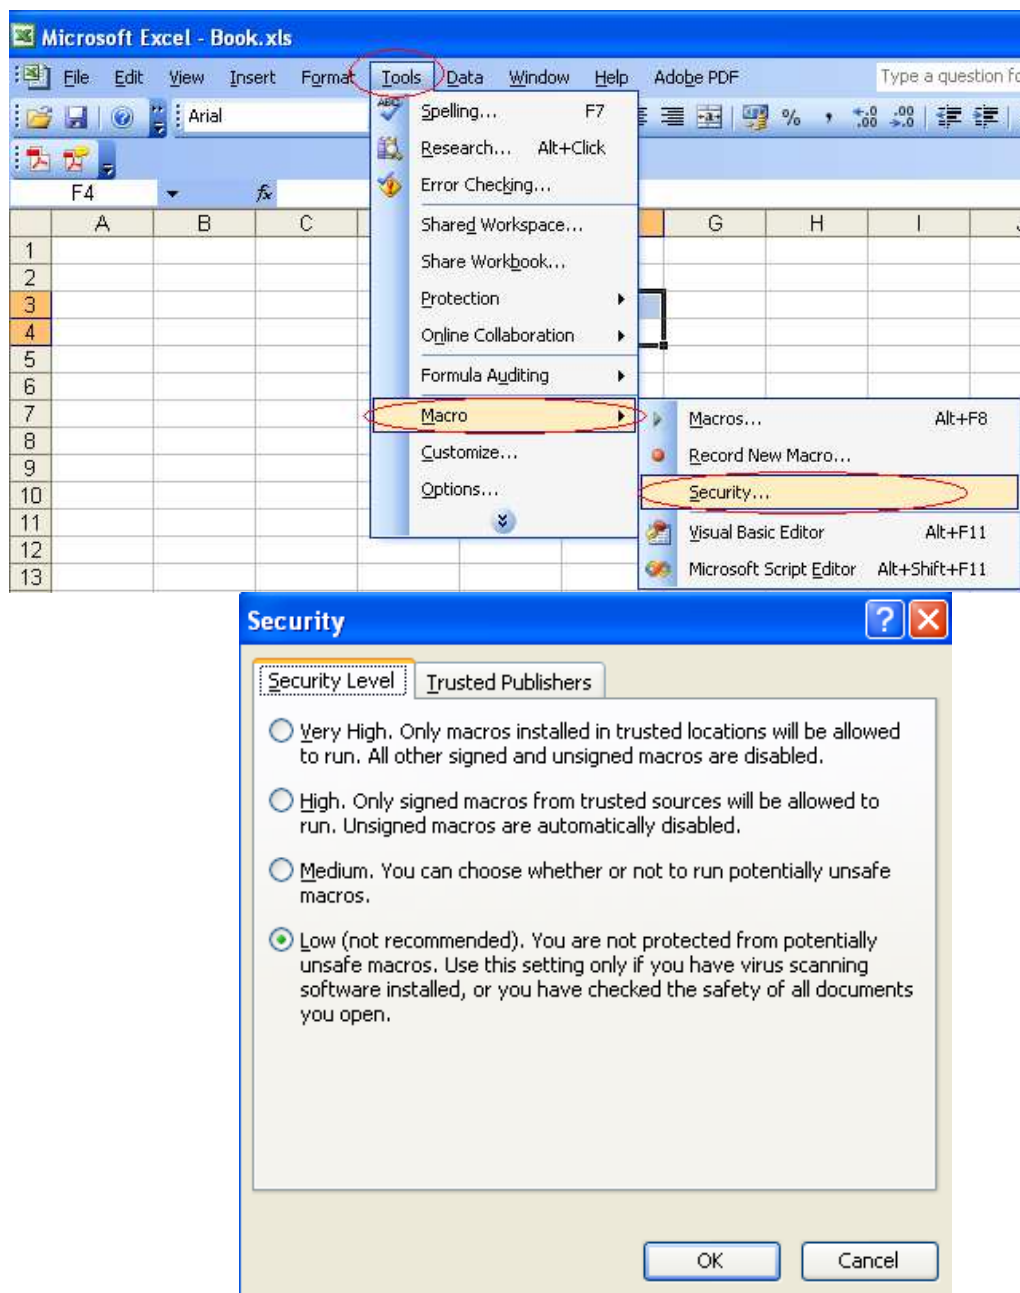 Microsoft Excel - Book.xls
File Edit View Insert Format Tools Data Window Help Adobe PDF Type a question fo
Arial
F4 fx
A B C G H I
1
2
3
4
5
6
7
8
9
10
11
12
13
Spelling... F7
Research... Alt+Click
Error Checking...
Shared Workspace...
Share Workbook...
Protection
Online Collaboration
Formula Auditing
Macro
Customize...
Options...
Macros... Alt+F8
Record New Macro...
Security...
Visual Basic Editor Alt+F11
Microsoft Script Editor Alt+Shift+F11
Security
Security Level Trusted Publishers
Very High. Only macros installed in trusted locations will be allowed
to run. All other signed and unsigned macros are disabled.
High. Only signed macros from trusted sources will be allowed to
run. Unsigned macros are automatically disabled.
Medium. You can choose whether or not to run potentially unsafe
macros.
Low (not recommended). You are not protected from potentially
unsafe macros. Use this setting only if you have virus scanning
software installed, or you have checked the safety of all documents
you open.
OK Cancel